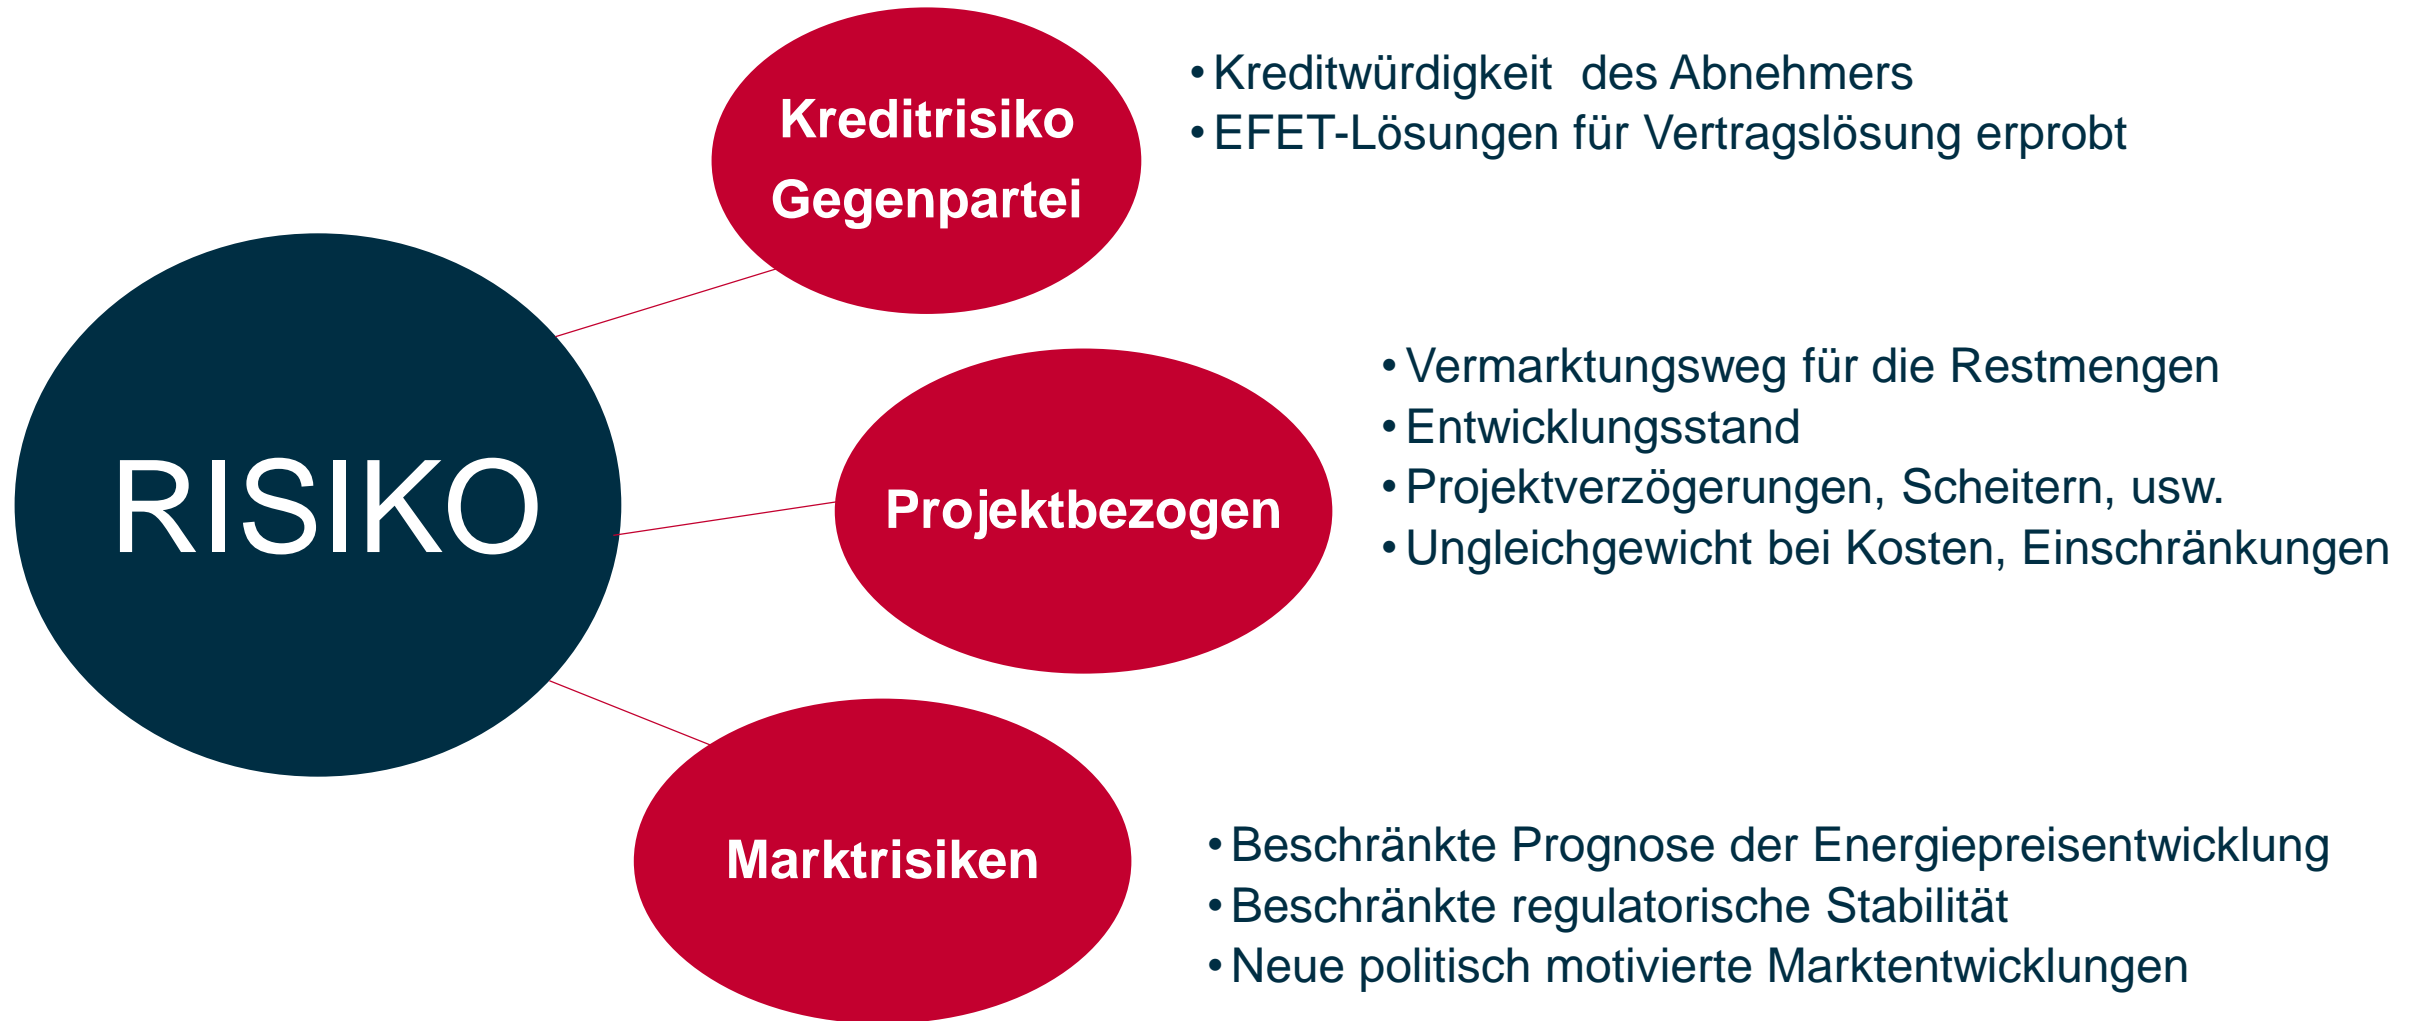 RISIKO
Kreditrisiko
Gegenpartei
• Kreditwürdigkeit  des Abnehmers
• EFET-Lösungen für Vertragslösung erprobt
Projektbezogen
• Vermarktungsweg für die Restmengen
• Entwicklungsstand
• Projektverzögerungen, Scheitern, usw.
• Ungleichgewicht bei Kosten, Einschränkungen
Marktrisiken
• Beschränkte Prognose der Energiepreisentwicklung
• Beschränkte regulatorische Stabilität
• Neue politisch motivierte Marktentwicklungen